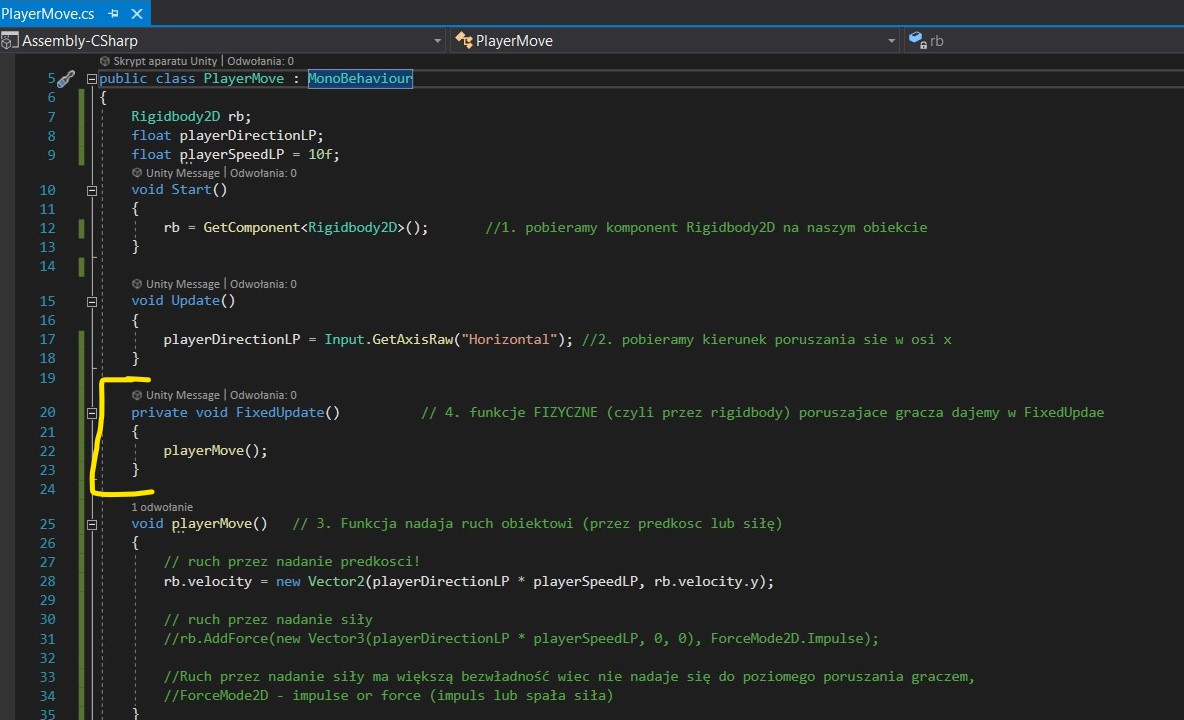 PlayerMove.cs
Assembly-CSharp PlayerMove rb
Skrypt aparatu Unity | Odwołania: 0
5 public class PlayerMove : MonoBehaviour
6 {
7 Rigidbody2D rb;
8 float playerDirectionLP;
9 float playerSpeedLP = 10f;
Unity Message | Odwołania: 0
10 void Start()
11 {
12 rb = GetComponent<Rigidbody2D>(); //1. pobieramy komponent Rigidbody2D na naszym obiekcie
13 }
14
Unity Message | Odwołania: 0
15 void Update()
16 {
17 playerDirectionLP = Input.GetAxisRaw("Horizontal"); //2. pobieramy kierunek poruszania sie w osi x
18 }
19
Unity Message | Odwołania: 0
20 private void FixedUpdate() // 4. funkcje FIZYCZNE (czyli przez rigidbody) poruszajace gracza dajemy w FixedUpdae
21 {
22 playerMove();
23 }
24
1 odwołanie
25 void playerMove() // 3. Funkcja nadaja ruch obiektowi (przez predkosc lub siłę)
26 {
27 // ruch przez nadanie predkosci!
28 rb.velocity = new Vector2(playerDirectionLP * playerSpeedLP, rb.velocity.y);
29
30 // ruch przez nadanie siły
31 //rb.AddForce(new Vector3(playerDirectionLP * playerSpeedLP, 0, 0), ForceMode2D.Impulse);
32
33 //Ruch przez nadanie siły ma większą bezwładność wiec nie nadaje się do poziomego poruszania graczem,
34 //ForceMode2D - impulse or force (impuls lub spała siła)
35 }